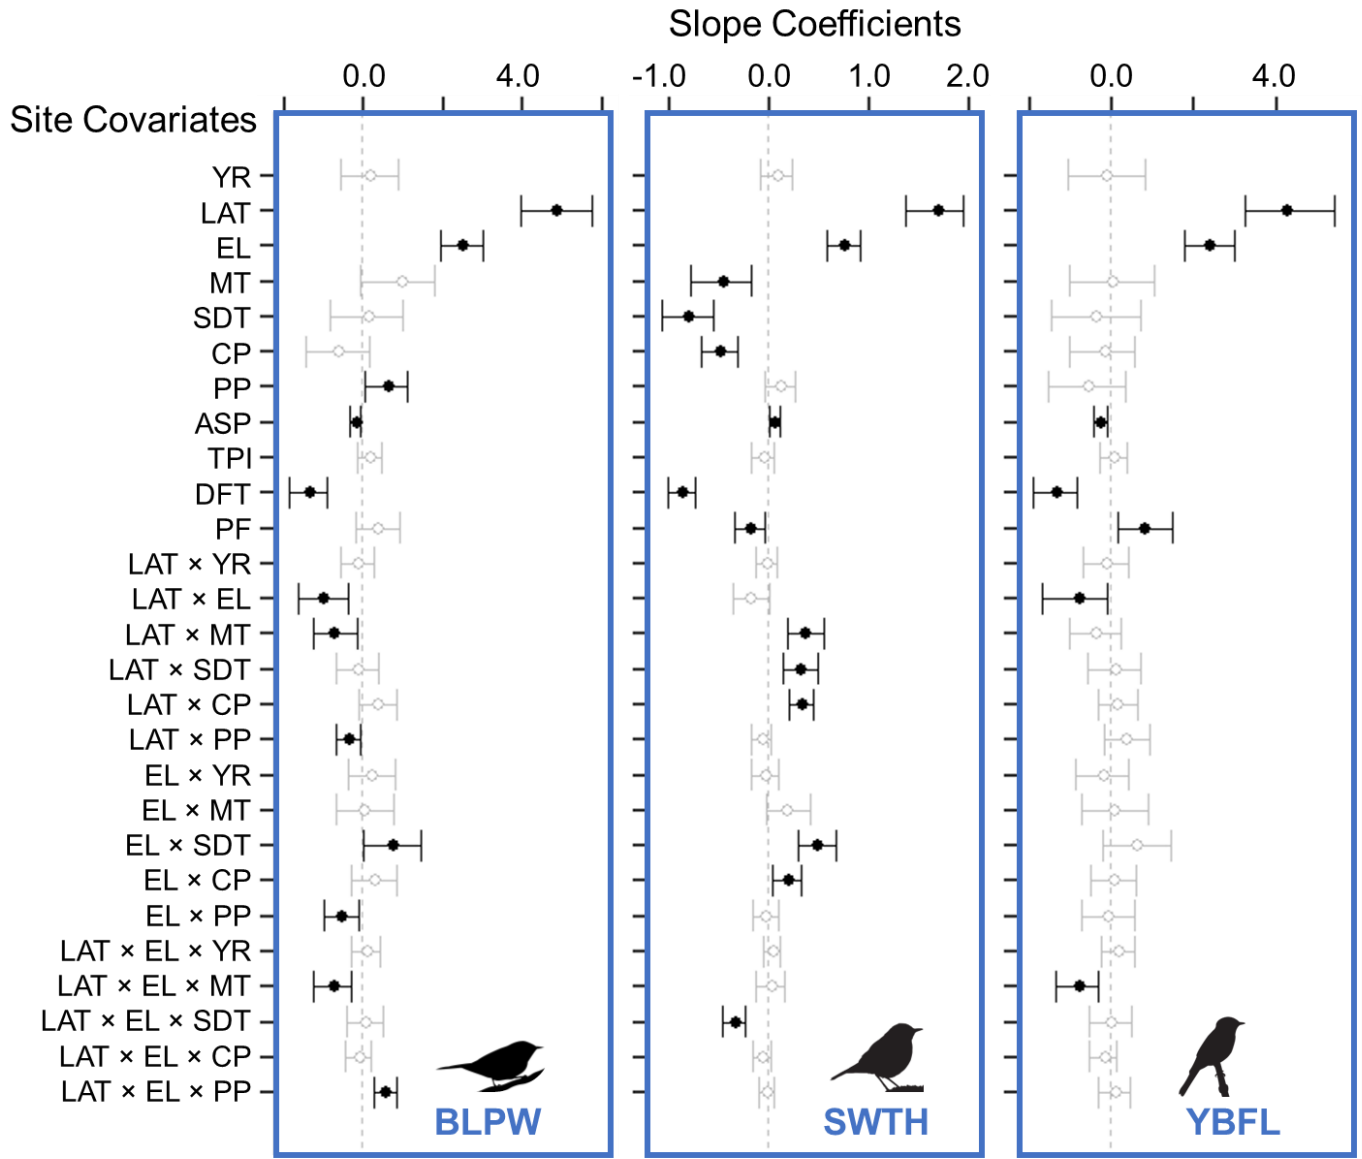 Slope Coefficients
0.0 4.0 -1.0 0.0 1.0 2.0 0.0 4.0
Site Covariates
YR
LAT
EL
MT
SDT
CP
PP
ASP
TPI
DFT
PF
LAT × YR
LAT × EL
LAT × MT
LAT × SDT
LAT × CP
LAT × PP
EL × YR
EL × MT
EL × SDT
EL × CP
EL × PP
LAT × EL × YR
LAT × EL × MT
LAT × EL × SDT
LAT × EL × CP
LAT × EL × PP
BLPW SWTH YBFL